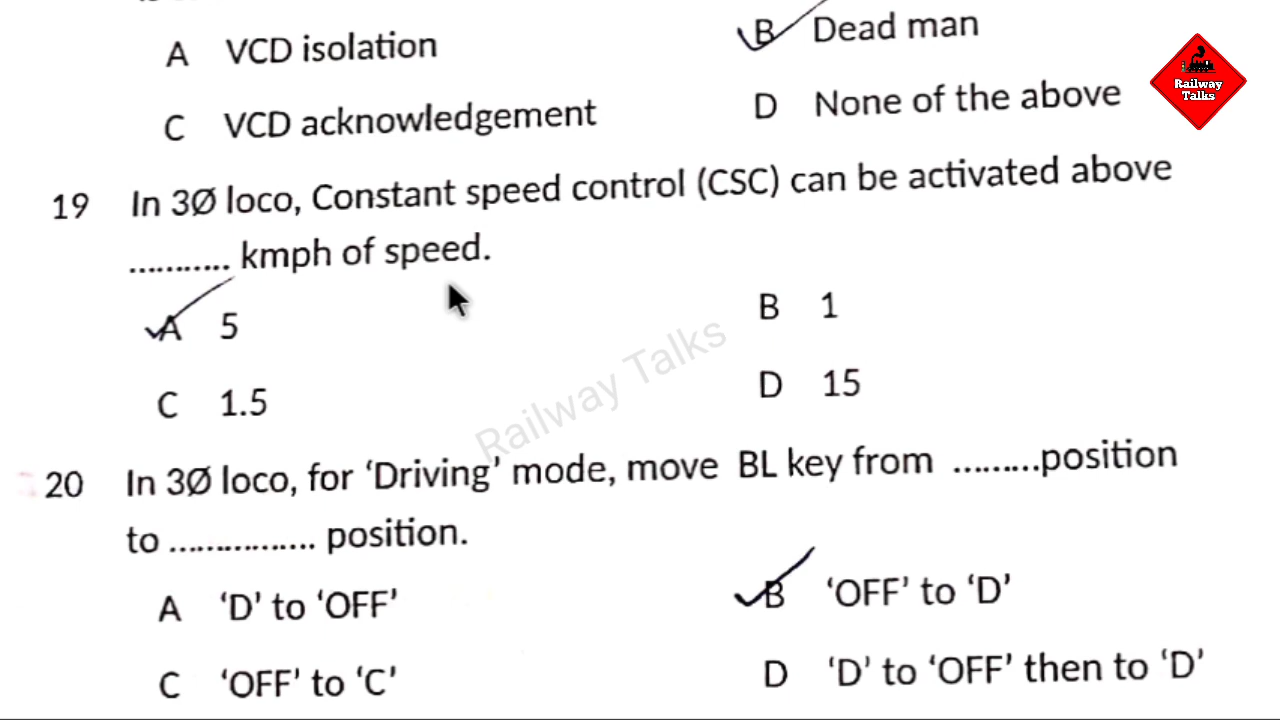 A VCD isolation B Dead man
C VCD acknowledgement D None of the above
Railway
Talks
19 In 3Ø loco, Constant speed control (CSC) can be activated above
........... kmph of speed.
A 5 B 1
C 1.5 D 15
Railway Talks
20 In 3Ø loco, for ‘Driving’ mode, move BL key from .........position
to ................ position.
A ‘D’ to ‘OFF’ B ‘OFF’ to ‘D’
C ‘OFF’ to ‘C’ D ‘D’ to ‘OFF’ then to ‘D’